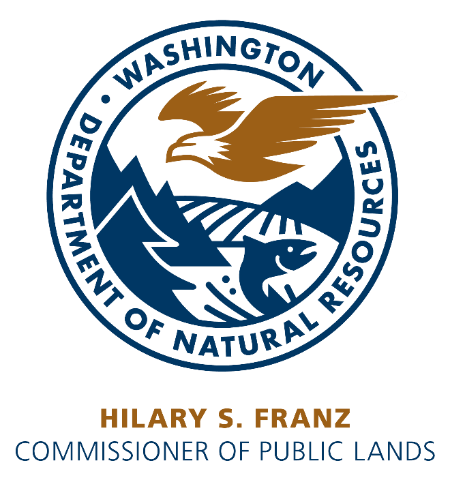 WASHINGTON
DEPARTMENT OF NATURAL RESOURCES
HILARY S. FRANZ
COMMISSIONER OF PUBLIC LANDS